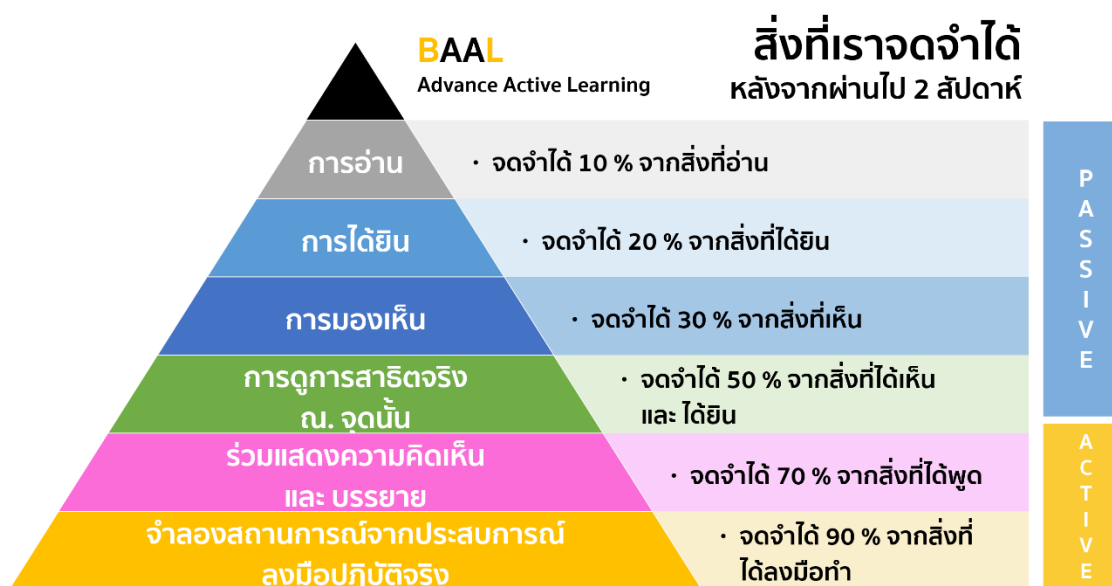 BAAL
Advance Active Learning
สิ่งที่เราจดจำได้
หลังจากผ่านไป 2 สัปดาห์
การอ่าน
· จดจำได้ 10 % จากสิ่งที่อ่าน
การได้ยิน
· จดจำได้ 20 % จากสิ่งที่ได้ยิน
การมองเห็น
· จดจำได้ 30 % จากสิ่งที่เห็น
การดูการสาธิตจริง
ณ. จุดนั้น
· จดจำได้ 50 % จากสิ่งที่ได้เห็น
และ ได้ยิน
ร่วมแสดงความคิดเห็น
และ บรรยาย
· จดจำได้ 70 % จากสิ่งที่ได้พูด
จำลองสถานการณ์จากประสบการณ์
ลงมือปฏิบัติจริง
· จดจำได้ 90 % จากสิ่งที่
ได้ลงมือทำ
PASSIVE
ACTIVE